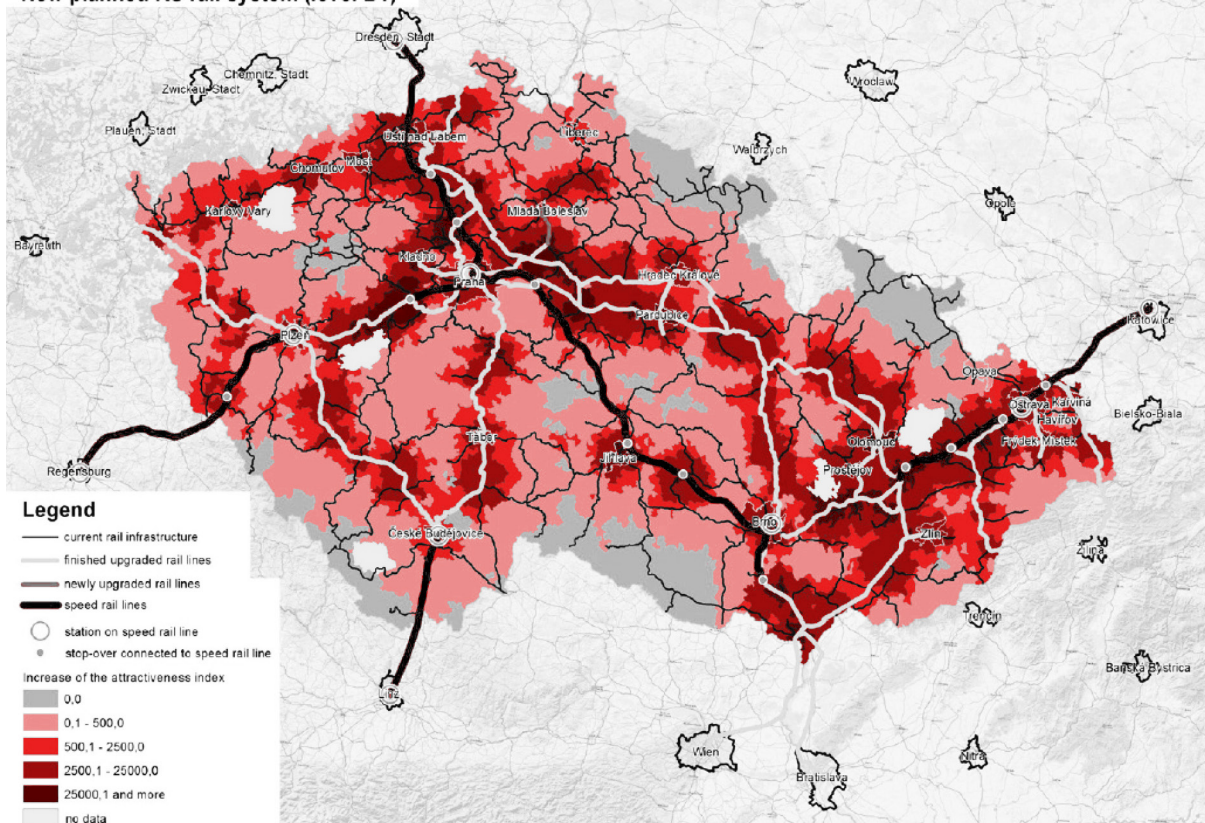 Dresden, Stadt
Chemnitz, Stadt
Zwickau, Stadt
Wroclaw
Plauen, Stadt
Ústí nad Labem
Liberec
Walbrzych
Most
Chomutov
Opole
Karlovy Vary
Mladá Boleslav
Bayreuth
Kladno
Hradec Králové
Praha
Pardubice
Katowice
Plzeň
Opava
Karviná
Ostrava
Havířov
Bielsko-Biala
Frýdek-Místek
Olomouc
Tábor
Jihlava
Prostějov
Regensburg
Brno
Zlín
České Budějovice
Žilina
Trenčín
Banská Bystrica
Linz
Wien
Nitra
Bratislava
Legend
current rail infrastructure
finished upgraded rail lines
newly upgraded rail lines
speed rail lines
station on speed rail line
stop-over connected to speed rail line
Increase of the attractiveness index
0,0
0,1 - 500,0
500,1 - 2500,0
2500,1 - 25000,0
25000,1 and more
no data